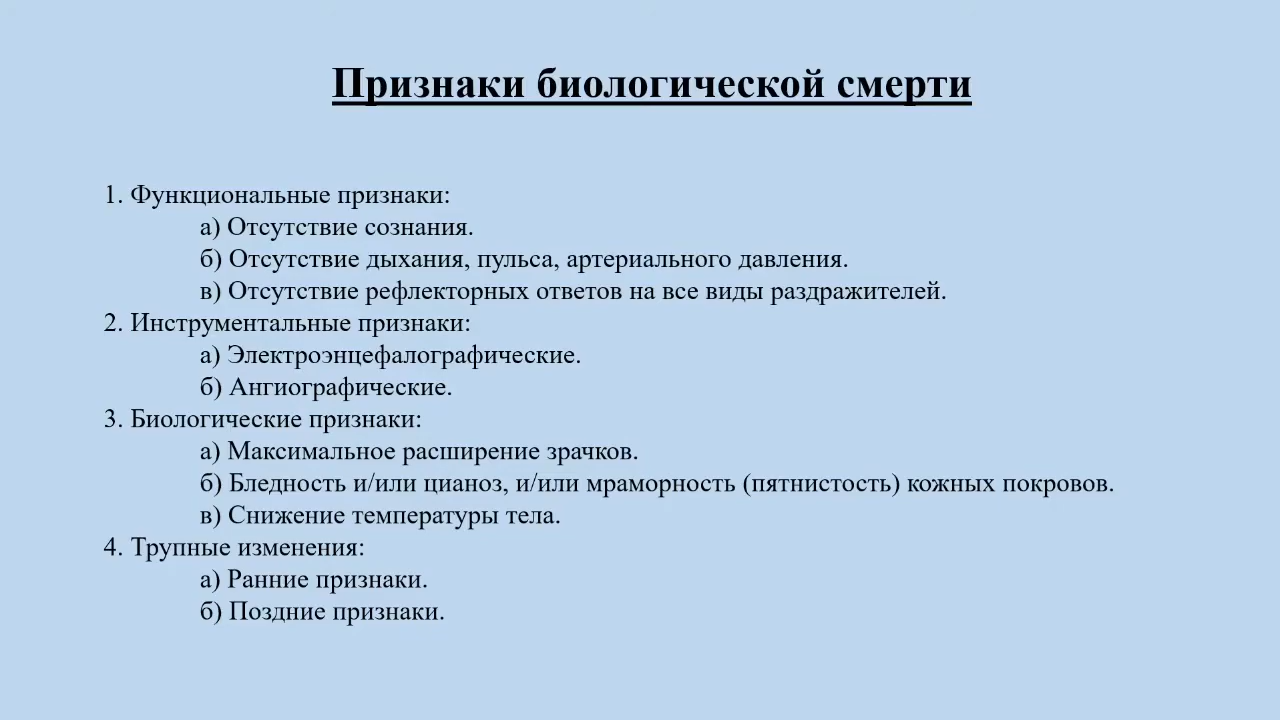 Признаки биологической смерти
1. Функциональные признаки:
а) Отсутствие сознания.
б) Отсутствие дыхания, пульса, артериального давления.
в) Отсутствие рефлекторных ответов на все виды раздражителей.
2. Инструментальные признаки:
а) Электроэнцефалографические.
б) Ангиографические.
3. Биологические признаки:
а) Максимальное расширение зрачков.
б) Бледность и/или цианоз, и/или мраморность (пятнистость) кожных покровов.
в) Снижение температуры тела.
4. Трупные изменения:
а) Ранние признаки.
б) Поздние признаки.